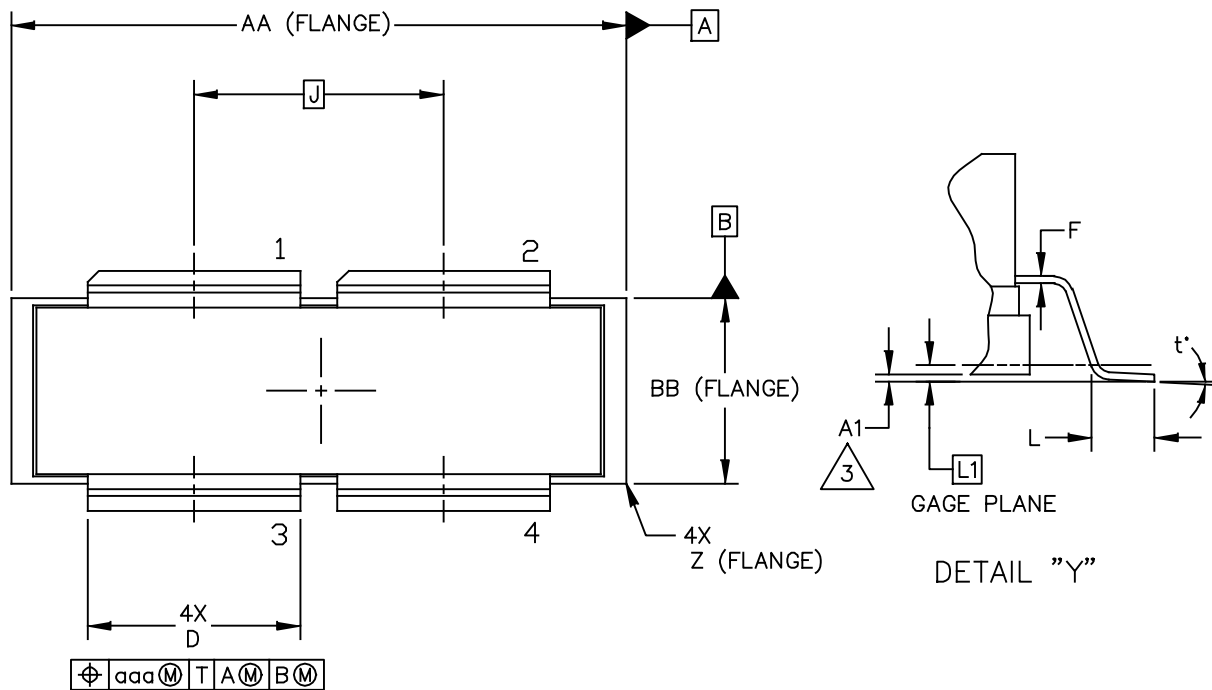 AA (FLANGE)
A
J
B
1
2
F
t°
BB (FLANGE)
A1
3
L
L1
GAGE PLANE
3
4
4X
Z (FLANGE)
DETAIL "Y"
4X
D
⌖ aaa Ⓜ T A Ⓜ B Ⓜ